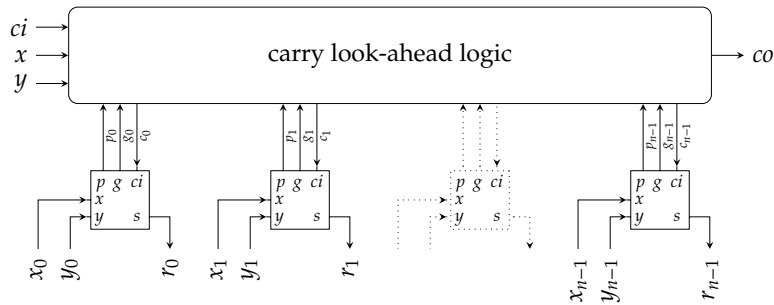 ci
x
y
carry look-ahead logic
co
p₀ g₀ c₀ p₁ g₁ c₁ pₙ₋₁ gₙ₋₁ cₙ₋₁
p g ci p g ci p g ci p g ci
x x x x
y s y s y s y s
x₀ y₀ r₀ x₁ y₁ r₁ xₙ₋₁ yₙ₋₁ rₙ₋₁